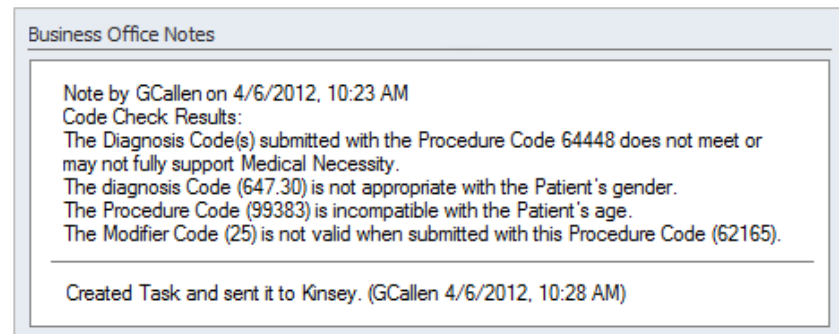 Business Office Notes
Note by GCallen on 4/6/2012, 10:23 AM
Code Check Results:
The Diagnosis Code(s) submitted with the Procedure Code 64448 does not meet or
may not fully support Medical Necessity.
The diagnosis Code (647.30) is not appropriate with the Patient's gender.
The Procedure Code (99383) is incompatible with the Patient's age.
The Modifier Code (25) is not valid when submitted with this Procedure Code (62165).
Created Task and sent it to Kinsey. (GCallen 4/6/2012, 10:28 AM)